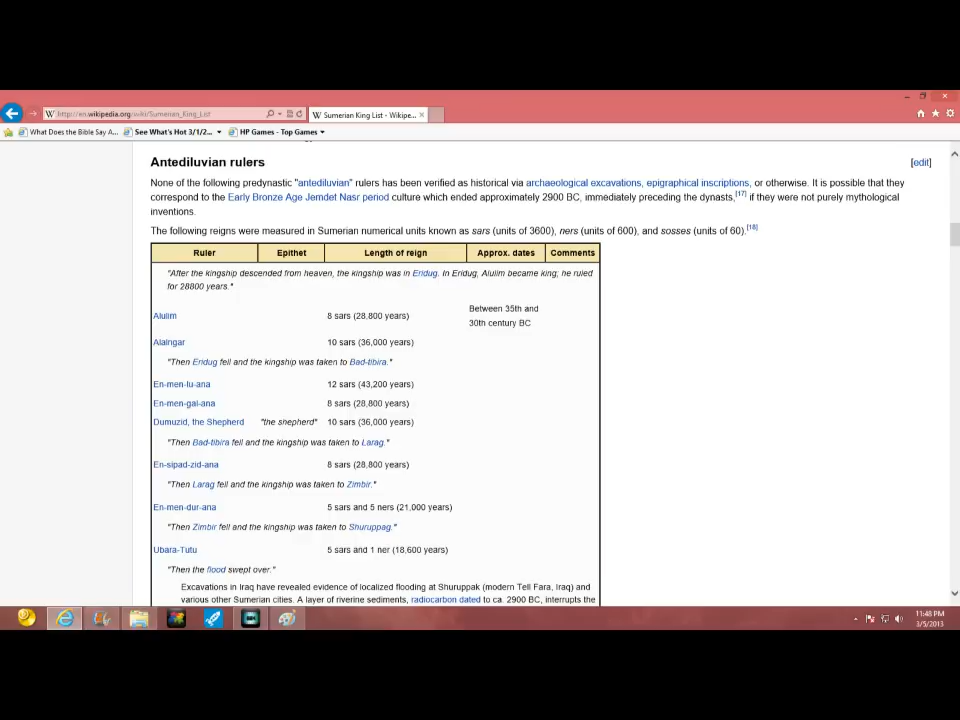 http://en.wikipedia.org/wiki/Sumerian_King_List
Sumerian King List - Wikipe...
What Does the Bible Say A...
See What's Hot 3/1/2...
HP Games - Top Games
Antediluvian rulers
[edit]
None of the following predynastic "antediluvian" rulers has been verified as historical via archaeological excavations, epigraphical inscriptions, or otherwise. It is possible that they
correspond to the Early Bronze Age Jemdet Nasr period culture which ended approximately 2900 BC, immediately preceding the dynasts,[17] if they were not purely mythological
inventions.
The following reigns were measured in Sumerian numerical units known as sars (units of 3600), ners (units of 600), and sosses (units of 60).[18]
Ruler Epithet Length of reign Approx. dates Comments
"After the kingship descended from heaven, the kingship was in Eridug. In Eridug, Alulim became king; he ruled
for 28800 years."
Alulim 8 sars (28,800 years) Between 35th and
30th century BC
Alalngar 10 sars (36,000 years)
"Then Eridug fell and the kingship was taken to Bad-tibira."
En-men-lu-ana 12 sars (43,200 years)
En-men-gal-ana 8 sars (28,800 years)
Dumuzid, the Shepherd "the shepherd" 10 sars (36,000 years)
"Then Bad-tibira fell and the kingship was taken to Larag."
En-sipad-zid-ana 8 sars (28,800 years)
"Then Larag fell and the kingship was taken to Zimbir."
En-men-dur-ana 5 sars and 5 ners (21,000 years)
"Then Zimbir fell and the kingship was taken to Shuruppag."
Ubara-Tutu 5 sars and 1 ner (18,600 years)
"Then the flood swept over."
Excavations in Iraq have revealed evidence of localized flooding at Shuruppak (modern Tell Fara, Iraq) and
various other Sumerian cities. A layer of riverine sediments, radiocarbon dated to ca. 2900 BC, interrupts the
11:48 PM
3/5/2013